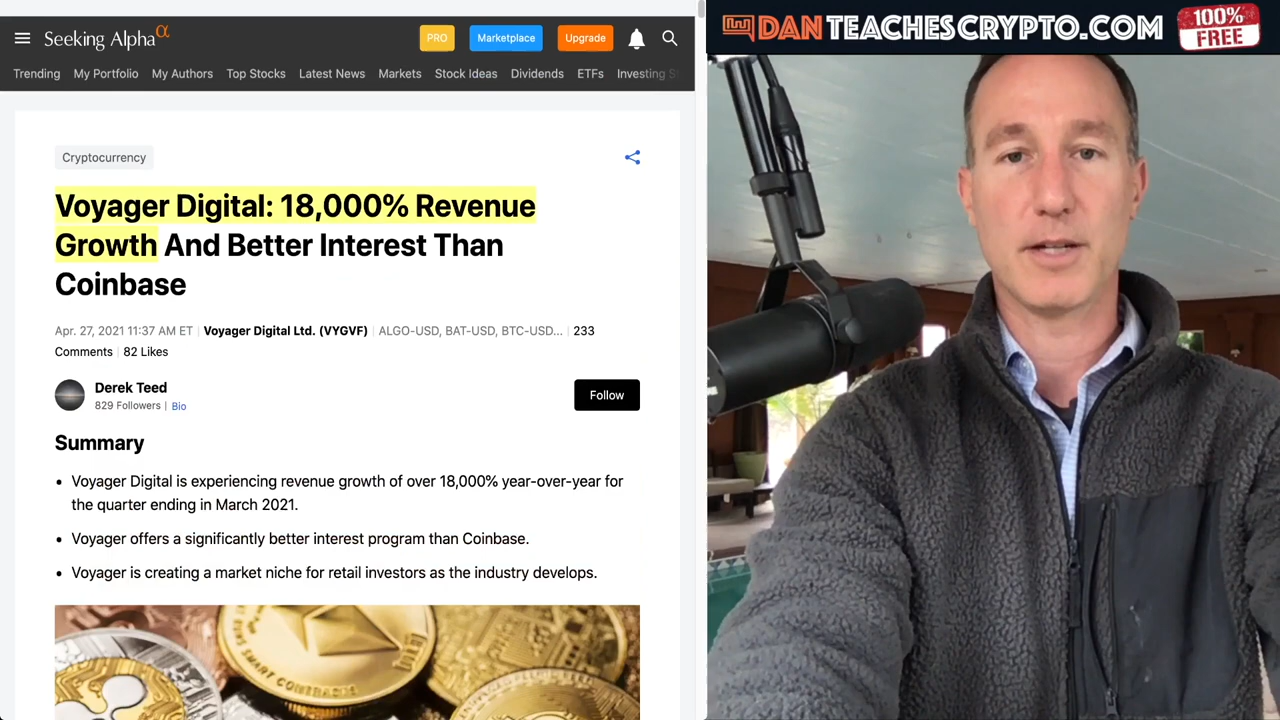 Seeking Alpha α
PRO
Marketplace
Upgrade
Trending My Portfolio My Authors Top Stocks Latest News Markets Stock Ideas Dividends ETFs Investing S
Cryptocurrency
Voyager Digital: 18,000% Revenue
Growth And Better Interest Than
Coinbase
Apr. 27, 2021 11:37 AM ET | Voyager Digital Ltd. (VYGVF) | ALGO-USD, BAT-USD, BTC-USD... | 233
Comments | 82 Likes
Derek Teed
829 Followers | Bio
Follow
Summary
• Voyager Digital is experiencing revenue growth of over 18,000% year-over-year for
the quarter ending in March 2021.
• Voyager offers a significantly better interest program than Coinbase.
• Voyager is creating a market niche for retail investors as the industry develops.
SMART CONTRACTS
DANTEACHESCRYPTO.COM
100%
FREE